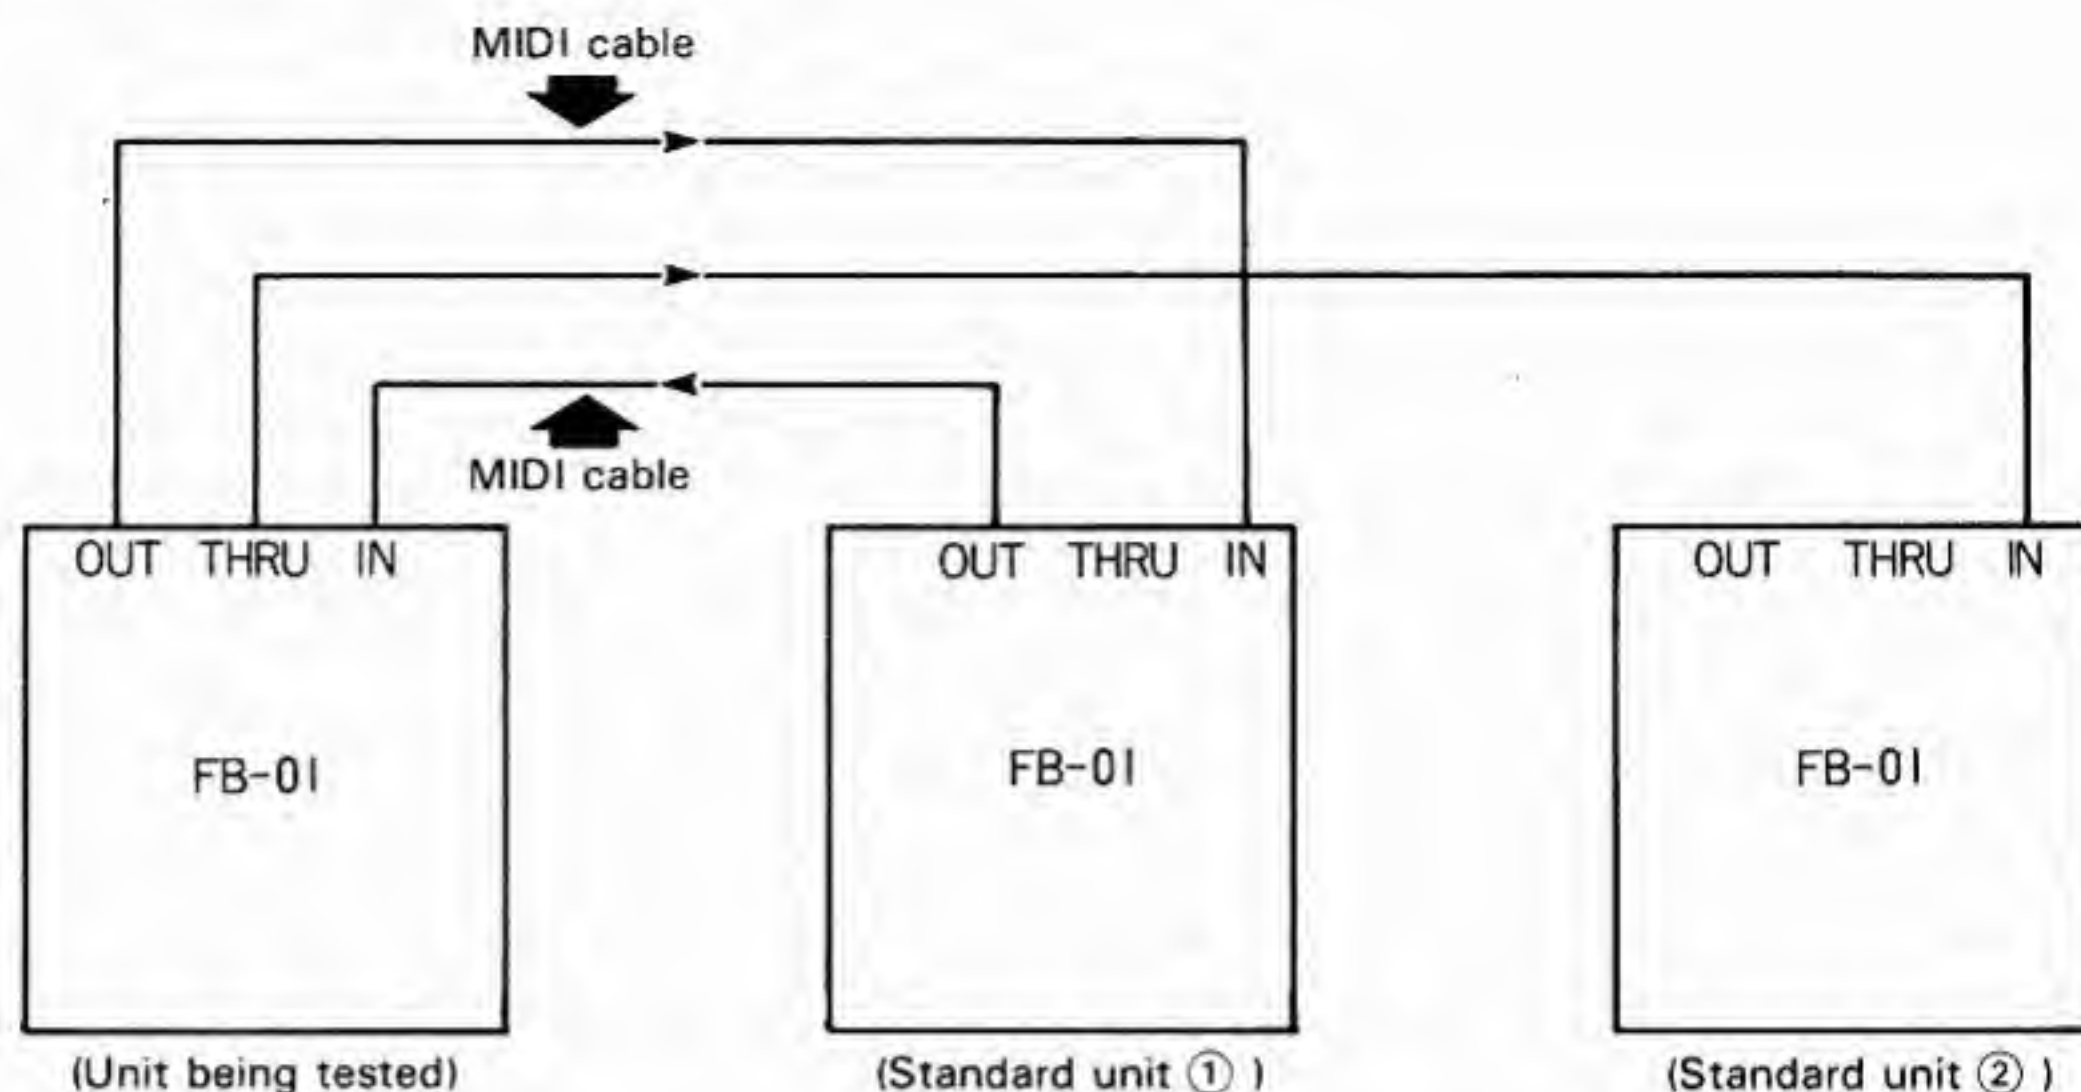 MIDI cable
MIDI cable
OUT THRU IN
OUT THRU IN
OUT THRU IN
FB-01
FB-01
FB-01
(Unit being tested)
(Standard unit ① )
(Standard unit ② )